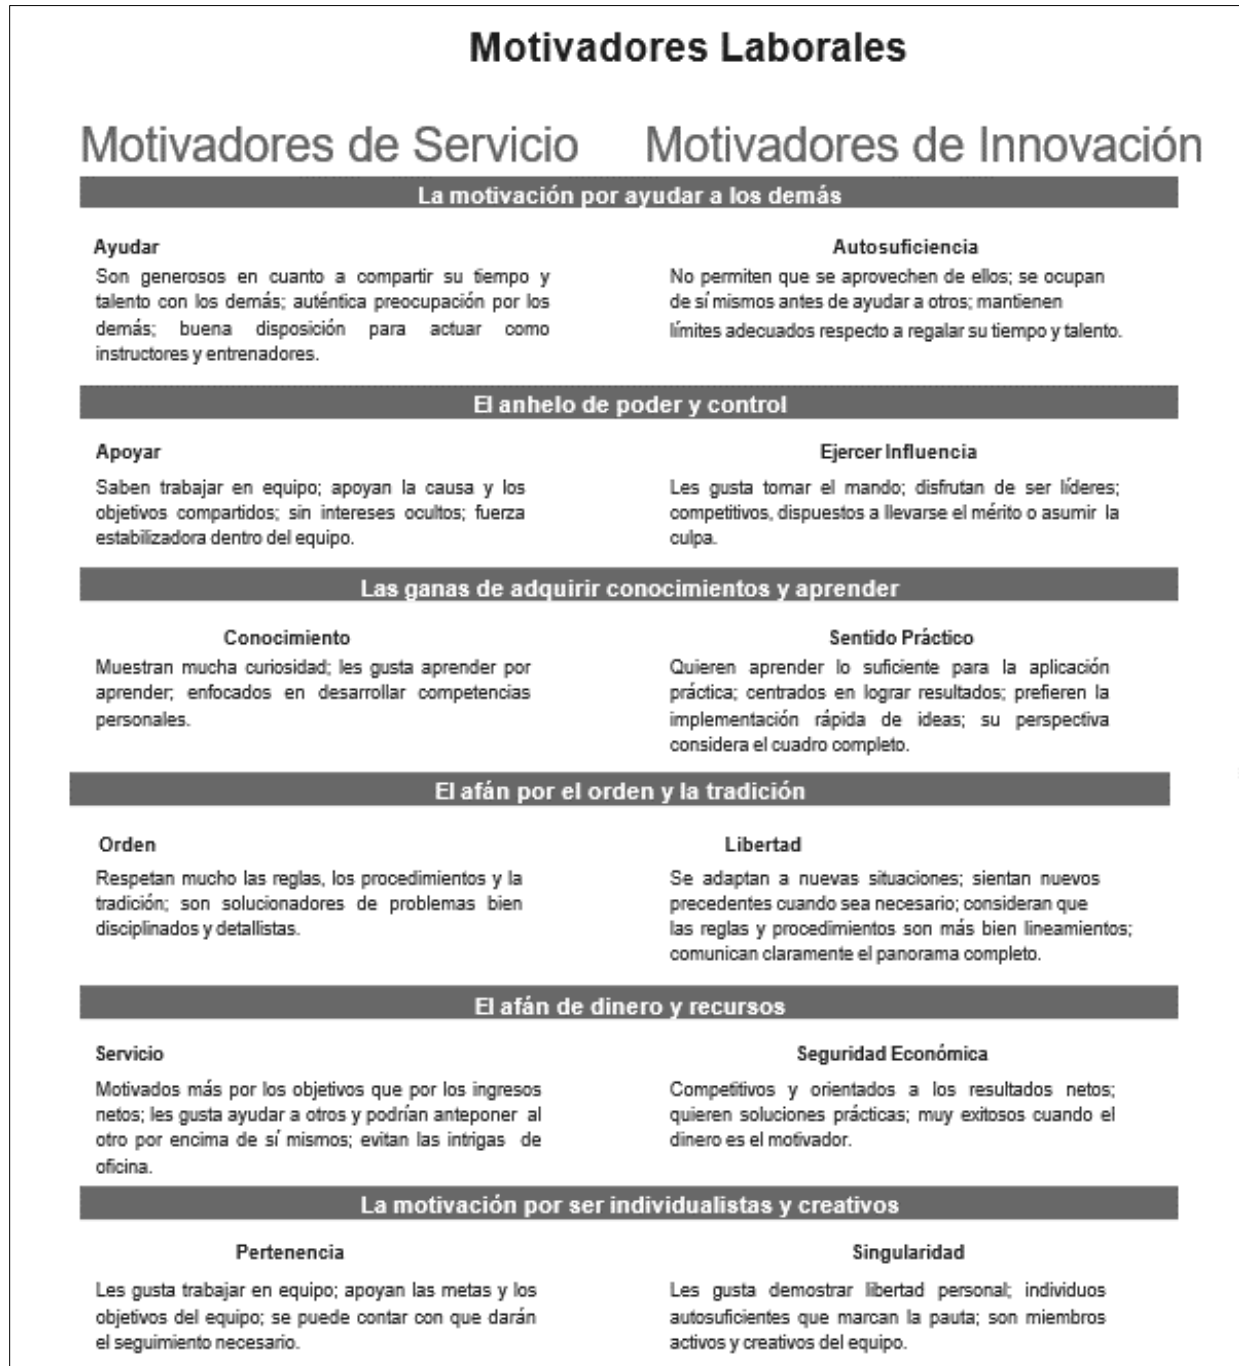 Motivadores Laborales
Motivadores de Servicio
Motivadores de Innovación
La motivación por ayudar a los demás
Ayudar
Son generosos en cuanto a compartir su tiempo y
talento con los demás; auténtica preocupación por los
demás; buena disposición para actuar como
instructores y entrenadores.
Autosuficiencia
No permiten que se aprovechen de ellos; se ocupan
de sí mismos antes de ayudar a otros; mantienen
límites adecuados respecto a regalar su tiempo y talento.
El anhelo de poder y control
Apoyar
Saben trabajar en equipo; apoyan la causa y los
objetivos compartidos; sin intereses ocultos; fuerza
estabilizadora dentro del equipo.
Ejercer Influencia
Les gusta tomar el mando; disfrutan de ser líderes;
competitivos, dispuestos a llevarse el mérito o asumir la
culpa.
Las ganas de adquirir conocimientos y aprender
Conocimiento
Muestran mucha curiosidad; les gusta aprender por
aprender; enfocados en desarrollar competencias
personales.
Sentido Práctico
Quieren aprender lo suficiente para la aplicación
práctica; centrados en lograr resultados; prefieren la
implementación rápida de ideas; su perspectiva
considera el cuadro completo.
El afán por el orden y la tradición
Orden
Respetan mucho las reglas, los procedimientos y la
tradición; son solucionadores de problemas bien
disciplinados y detallistas.
Libertad
Se adaptan a nuevas situaciones; sientan nuevos
precedentes cuando sea necesario; consideran que
las reglas y procedimientos son más bien lineamientos;
comunican claramente el panorama completo.
El afán de dinero y recursos
Servicio
Motivados más por los objetivos que por los ingresos
netos; les gusta ayudar a otros y podrían anteponer al
otro por encima de sí mismos; evitan las intrigas de
oficina.
Seguridad Económica
Competitivos y orientados a los resultados netos;
quieren soluciones prácticas; muy exitosos cuando el
dinero es el motivador.
La motivación por ser individualistas y creativos
Pertenencia
Les gusta trabajar en equipo; apoyan las metas y los
objetivos del equipo; se puede contar con que darán
el seguimiento necesario.
Singularidad
Les gusta demostrar libertad personal; individuos
autosuficientes que marcan la pauta; son miembros
activos y creativos del equipo.